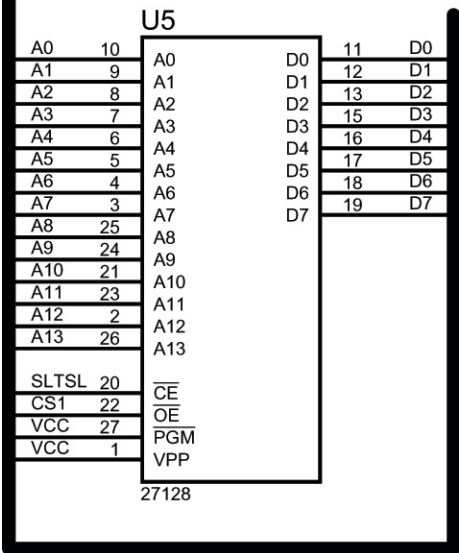 U5
A0 10 A0 D0 11 D0
A1 9 A1 D1 12 D1
A2 8 A2 D2 13 D2
A3 7 A3 D3 15 D3
A4 6 A4 D4 16 D4
A5 5 A5 D5 17 D5
A6 4 A6 D6 18 D6
A7 3 A7 D7 19 D7
A8 25 A8
A9 24 A9
A10 21 A10
A11 23 A11
A12 2 A12
A13 26 A13
SLTSL 20 CE
CS1 22 OE
VCC 27 PGM
VCC 1 VPP
27128